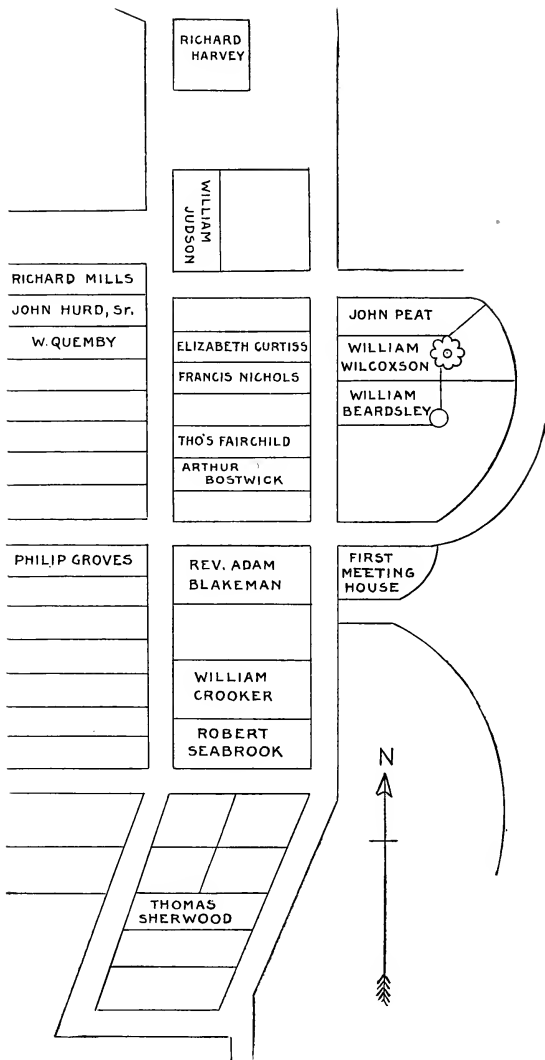 RICHARD
HARVEY
WILLIAM
JUDSON
RICHARD MILLS
JOHN HURD, Sr.
W. QUEMBY
ELIZABETH CURTISS
FRANCIS NICHOLS
THO'S FAIRCHILD
ARTHUR
BOSTWICK
JOHN PEAT
WILLIAM
WILCOXSON
WILLIAM
BEARDSLEY
PHILIP GROVES
REV. ADAM
BLAKEMAN
FIRST
MEETING
HOUSE
WILLIAM
CROOKER
ROBERT
SEABROOK
N
THOMAS
SHERWOOD